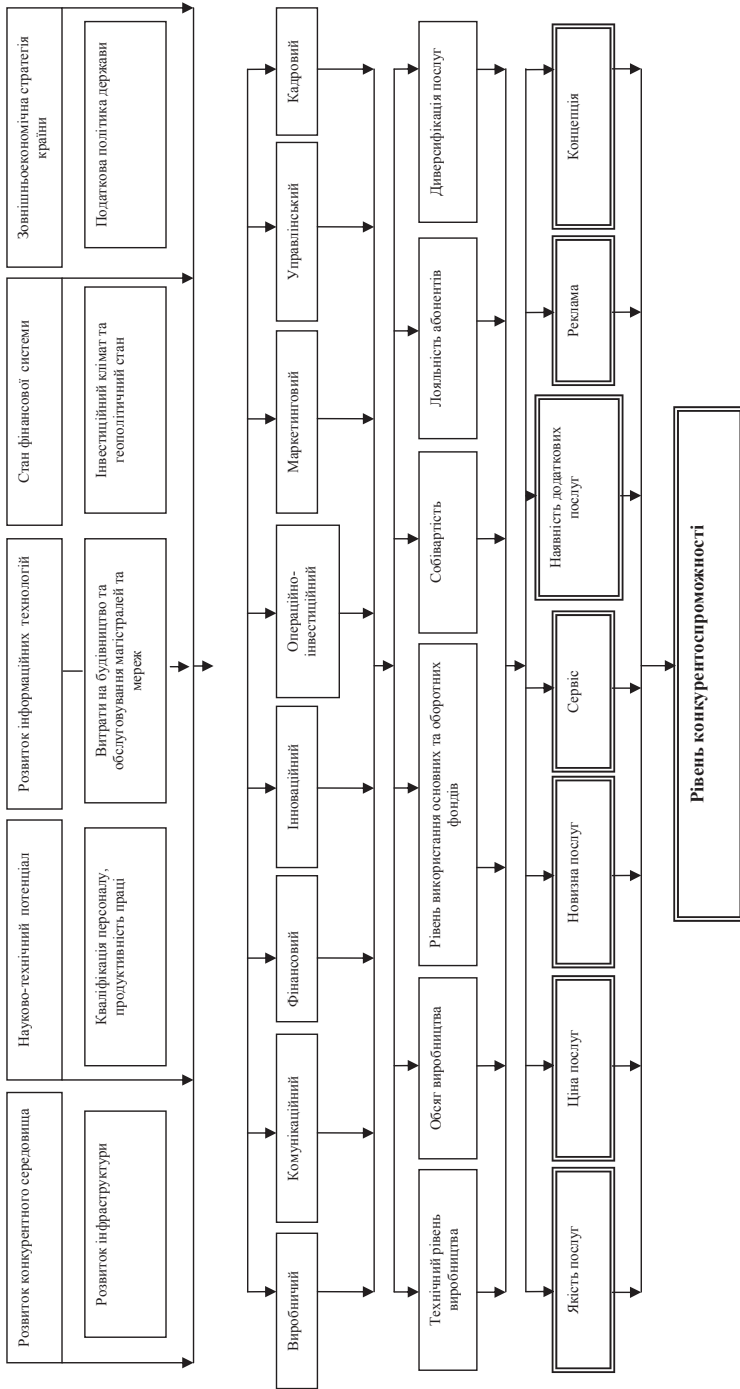 Розвиток конкурентного середовища
Науково-технічний потенціал
Розвиток інформаційних технологій
Стан фінансової системи
Зовнішньоекономічна стратегія
країни
Розвиток інфраструктури
Кваліфікація персоналу,
продуктивність праці
Витрати на будівництво та
обслуговування магістралей та
мереж
Інвестиційний клімат та
геополітичний стан
Податкова політика держави
Виробничий
Комунікаційний
Фінансовий
Інноваційний
Операційно-
інвестиційний
Маркетинговий
Управлінський
Кадровий
Технічний рівень
виробництва
Обсяг виробництва
Рівень використання основних та оборотних
фондів
Собівартість
Лояльність абонентів
Диверсифікація послуг
Якість послуг
Ціна послуг
Новизна послуг
Сервіс
Наявність додаткових
послуг
Реклама
Концепція
Рівень конкурентоспроможності